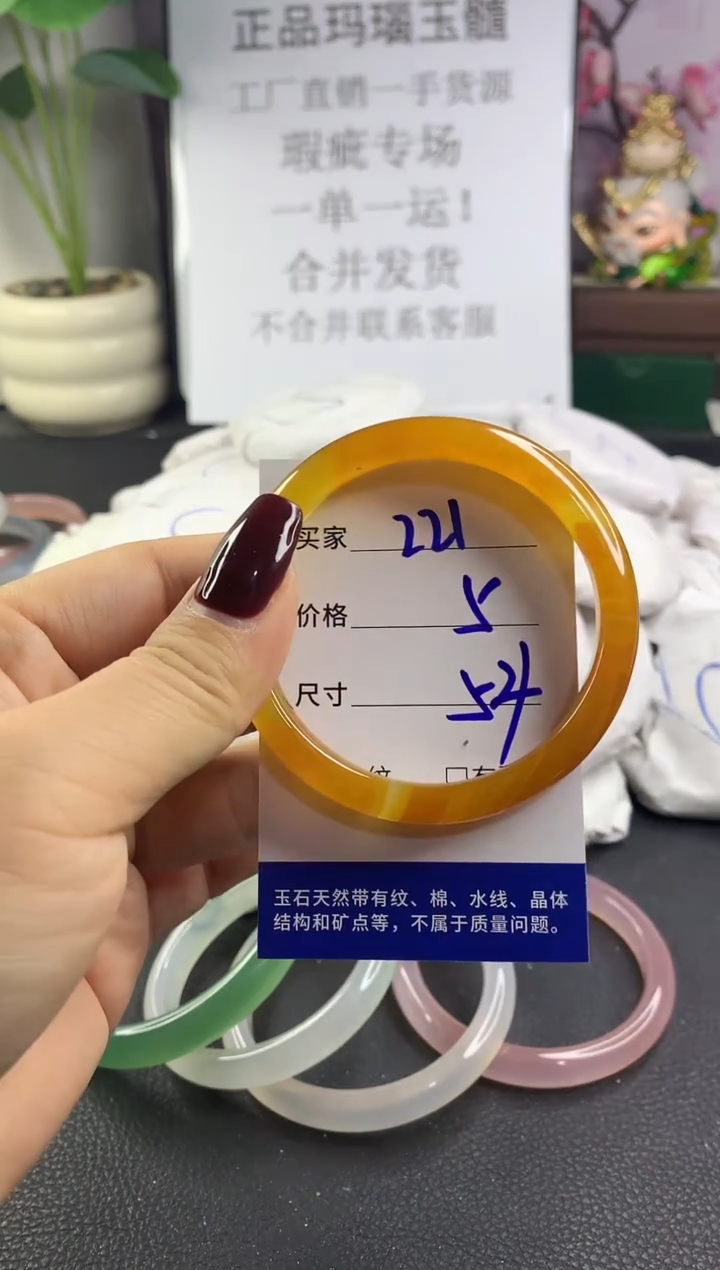 正品玛瑙玉髓
工厂直销一手货源
瑕疵专场
一单一运！
合并发货
不合并联系客服
买家 221
价格 5
尺寸 54
纹 □有
玉石天然带有纹、棉、水线、晶体
结构和矿点等，不属于质量问题。